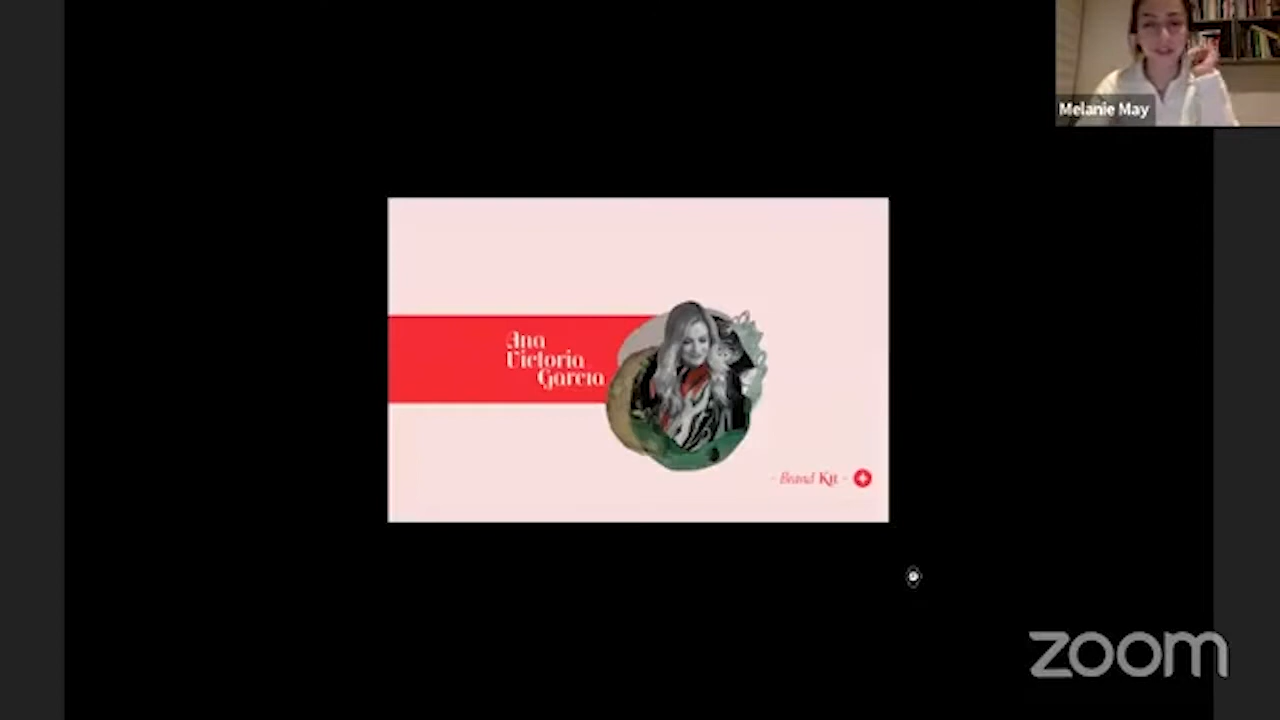 Melanie May
Ana
Victoria
Garcia
- Brand Kit -
zoom